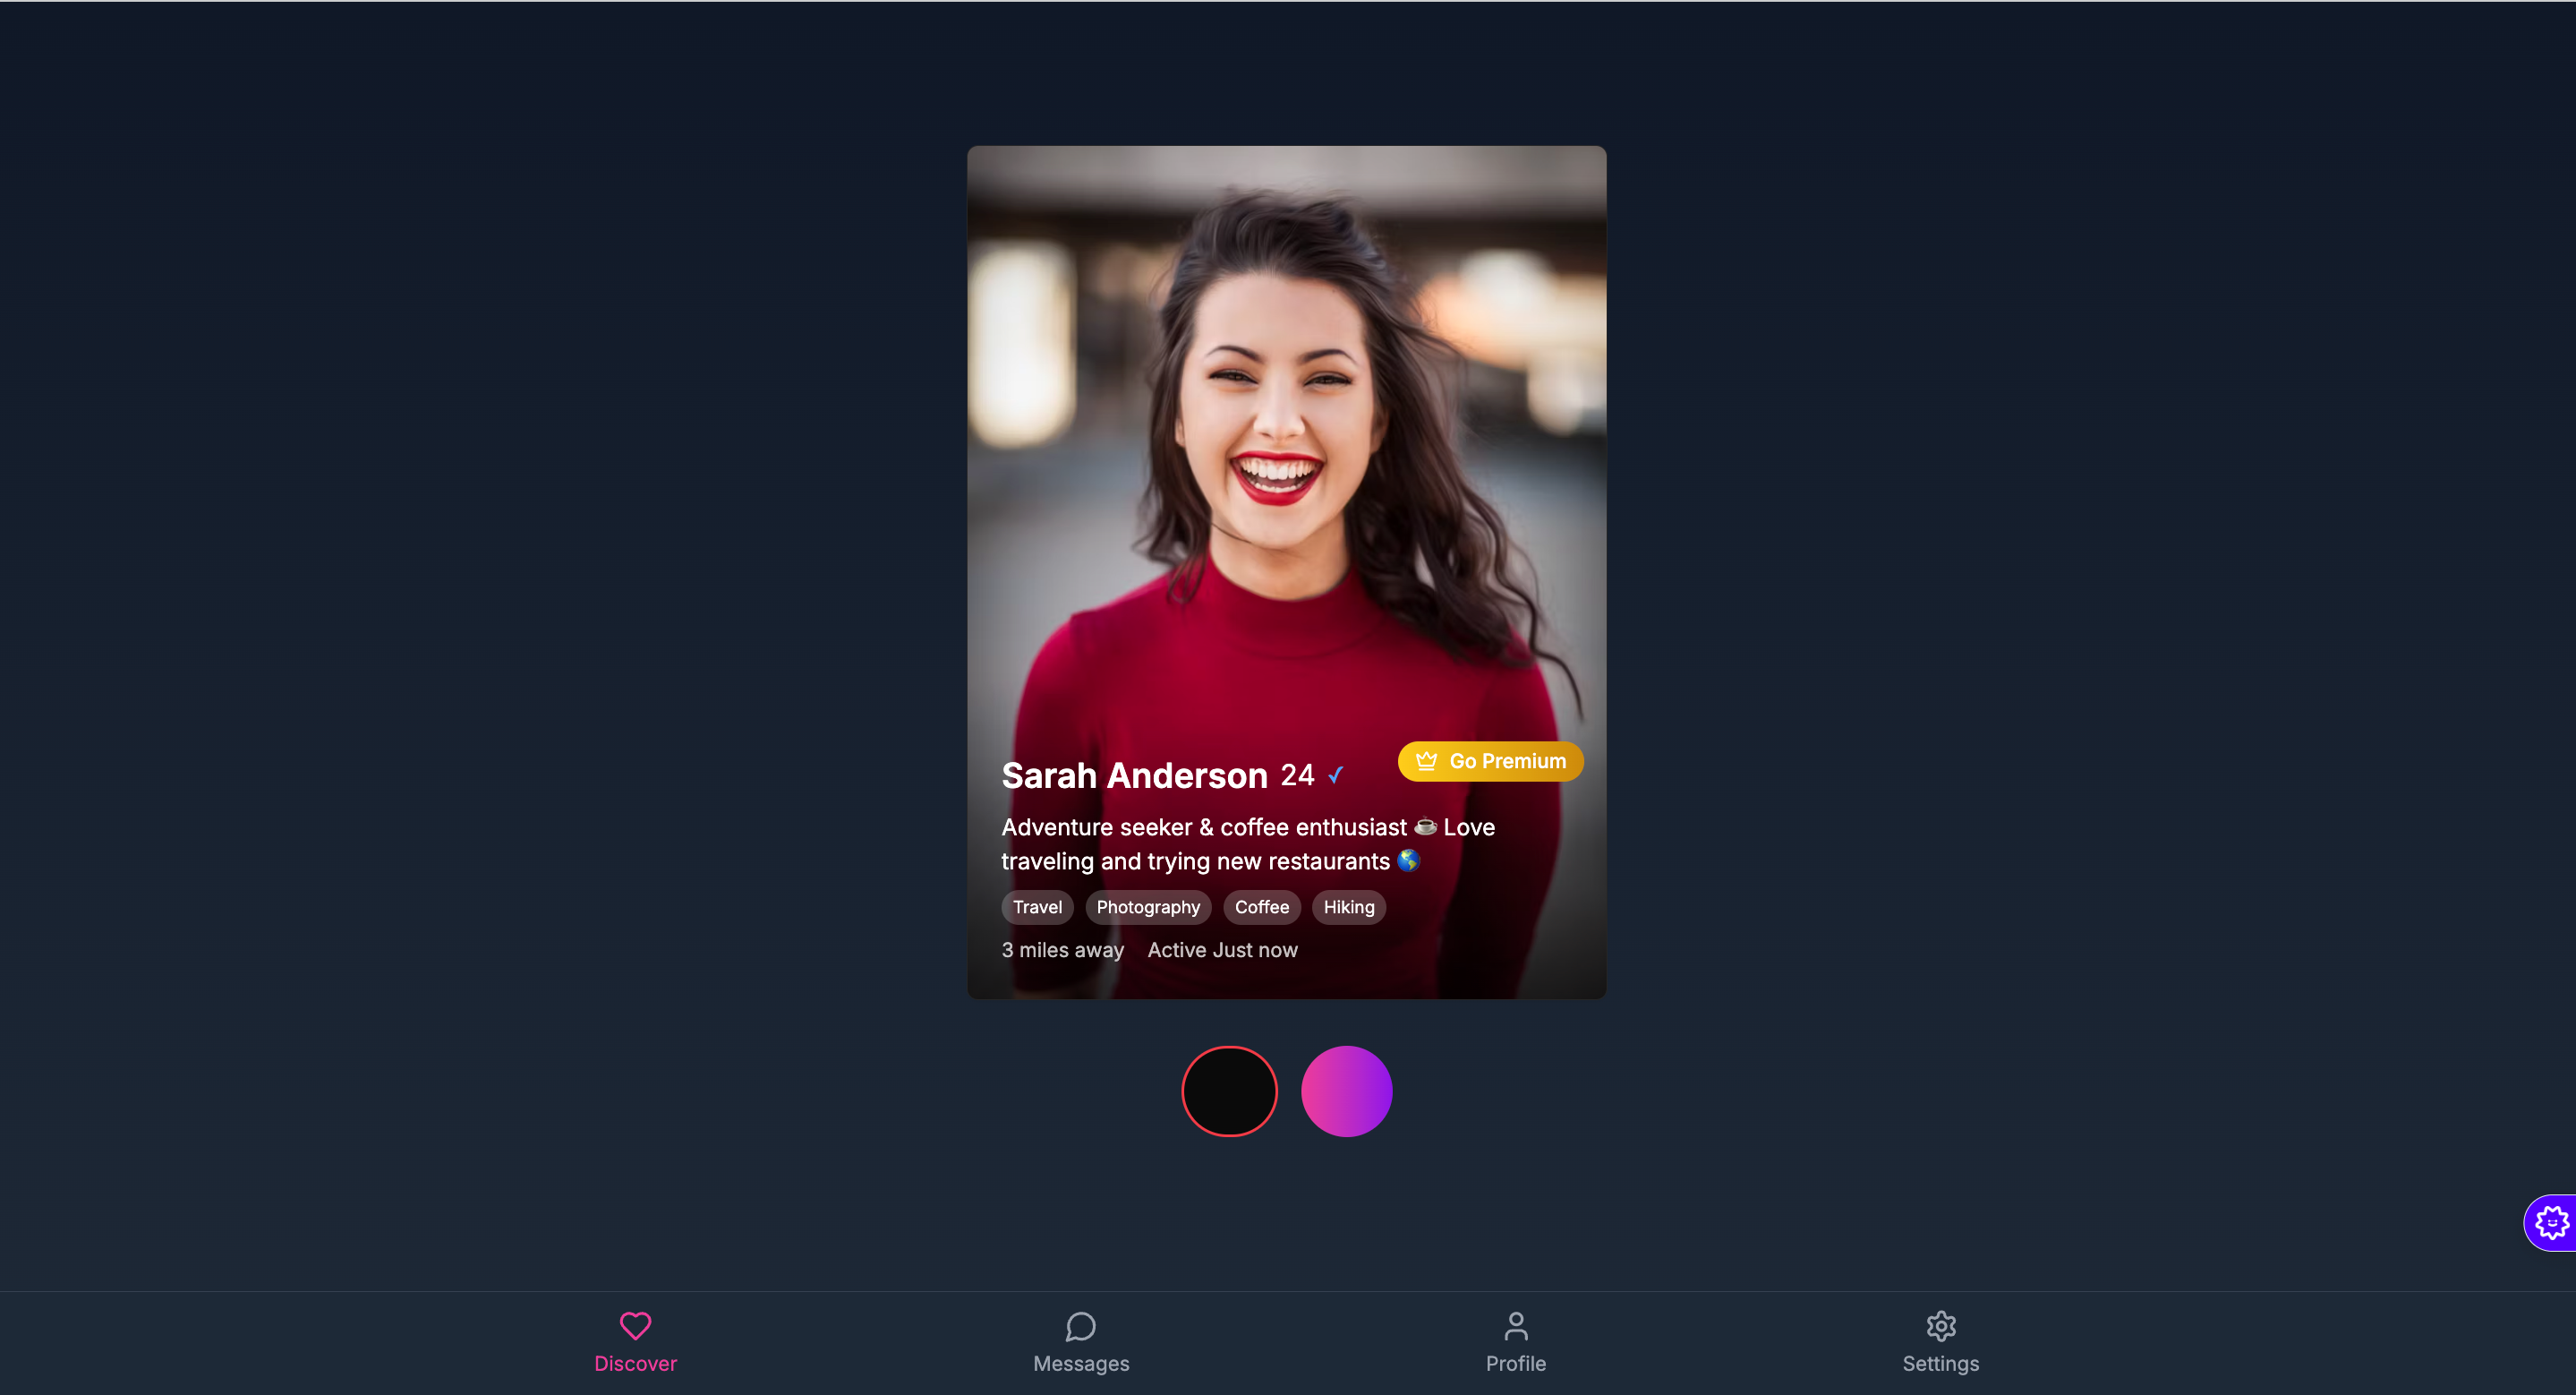 Sarah Anderson 24 ✓
Go Premium
Adventure seeker & coffee enthusiast ☕ Love
traveling and trying new restaurants 🌎
Travel Photography Coffee Hiking
3 miles away Active Just now
Discover Messages Profile Settings